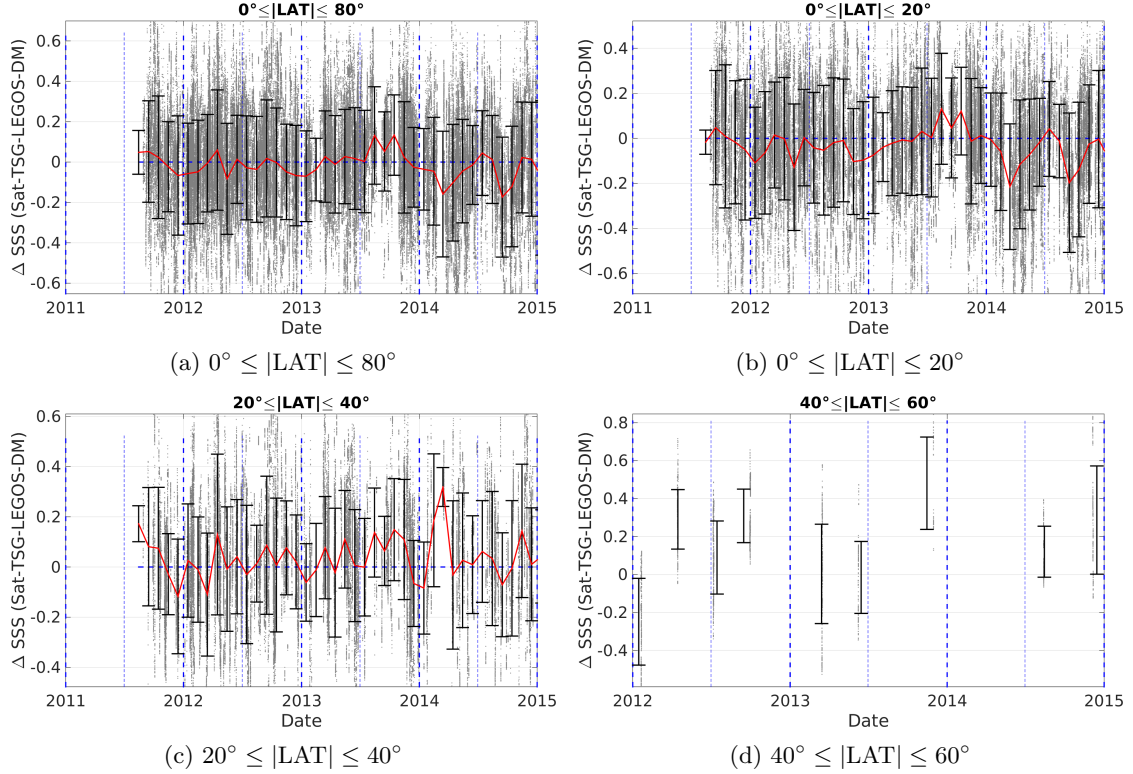 0°≤|LAT|≤ 80°
Δ SSS (Sat-TSG-LEGOS-DM)
0.6
0.4
0.2
0
-0.2
-0.4
-0.6
2011
2012
2013
2014
2015
Date
(a) 0° ≤ |LAT| ≤ 80°
0°≤|LAT|≤ 20°
Δ SSS (Sat-TSG-LEGOS-DM)
0.4
0.2
0
-0.2
-0.4
-0.6
2011
2012
2013
2014
2015
Date
(b) 0° ≤ |LAT| ≤ 20°
20°≤|LAT|≤ 40°
Δ SSS (Sat-TSG-LEGOS-DM)
0.6
0.4
0.2
0
-0.2
-0.4
2011
2012
2013
2014
2015
Date
(c) 20° ≤ |LAT| ≤ 40°
40°≤|LAT|≤ 60°
Δ SSS (Sat-TSG-LEGOS-DM)
0.8
0.6
0.4
0.2
0
-0.2
-0.4
2012
2013
2014
2015
Date
(d) 40° ≤ |LAT| ≤ 60°